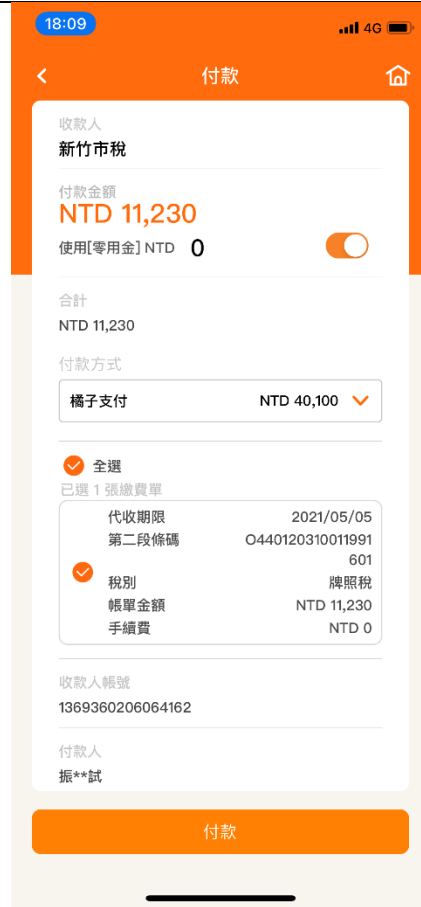 18:09
4G
付款
收款人
新竹市稅
付款金額
NTD 11,230
使用[零用金] NTD 0
合計
NTD 11,230
付款方式
橘子支付 NTD 40,100
全選
已選 1 張繳費單
代收期限 2021/05/05
第二段條碼 O440120310011991
601
稅別 牌照稅
帳單金額 NTD 11,230
手續費 NTD 0
收款人帳號
1369360206064162
付款人
振**試
付款